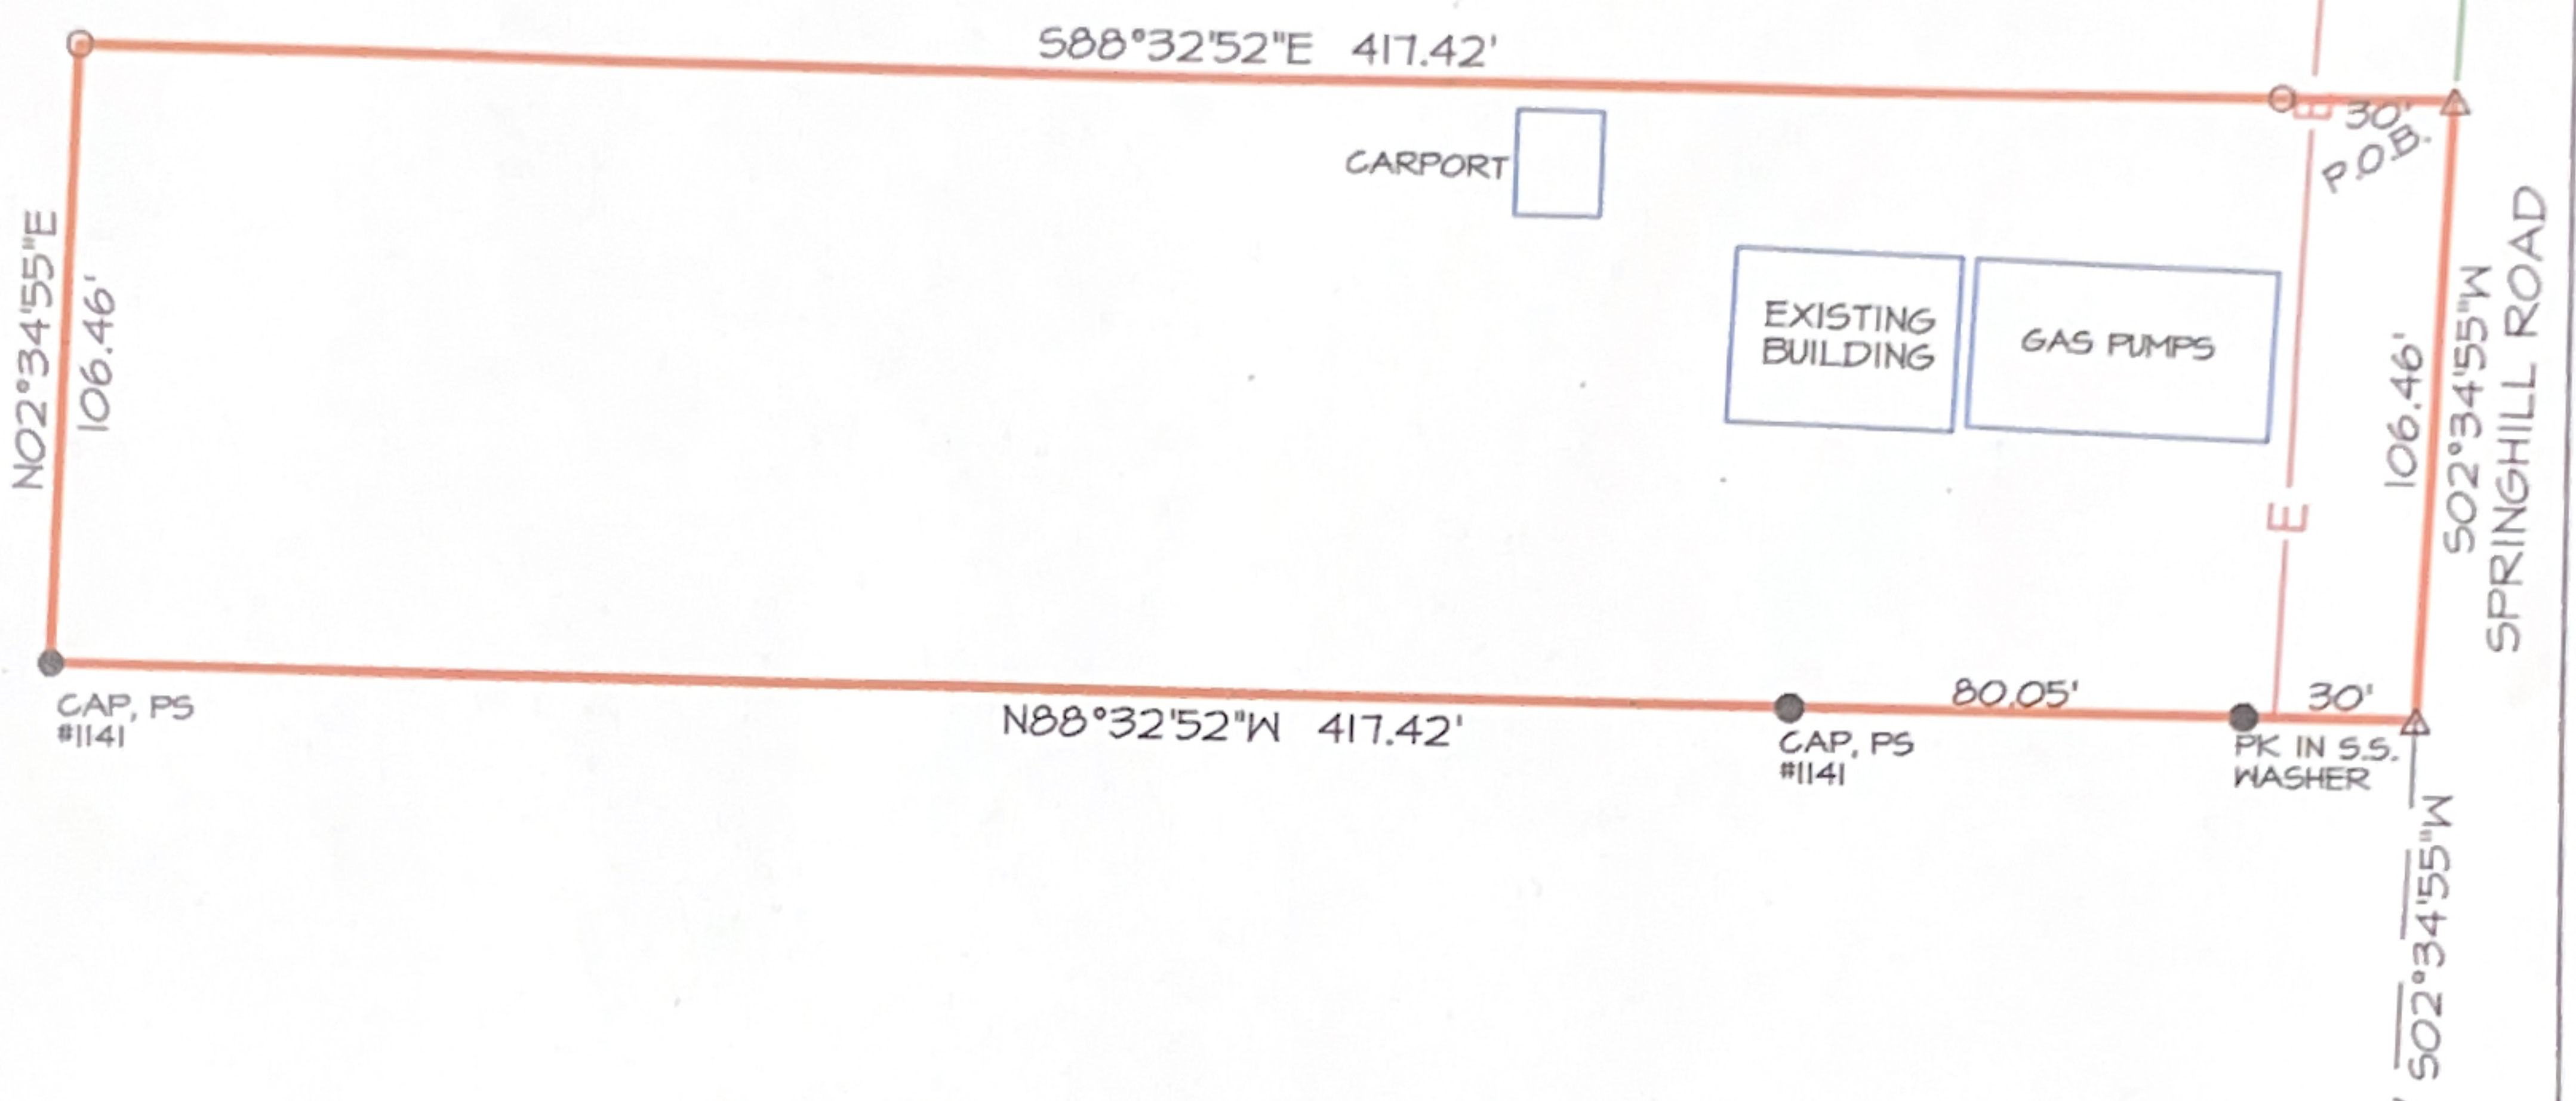 S88°32'52"E 417.42'
30'
P.O.B.
CARPORT
N02°34'55"E
106.46'
EXISTING
BUILDING
GAS PUMPS
E
E
106.46'
S02°34'55"W
SPRINGHILL ROAD
80.05'
30'
CAP, PS
#1141
N88°32'52"W 417.42'
CAP, PS
#1141
PK IN S.S.
WASHER
S02°34'55"W